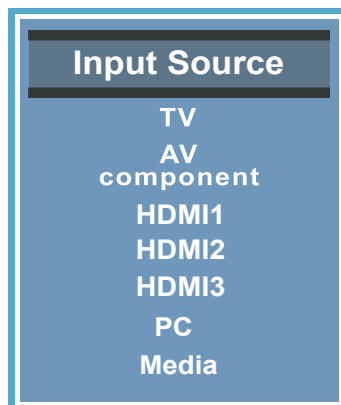 Input Source
TV
AV
component
HDMI1
HDMI2
HDMI3
PC
Media